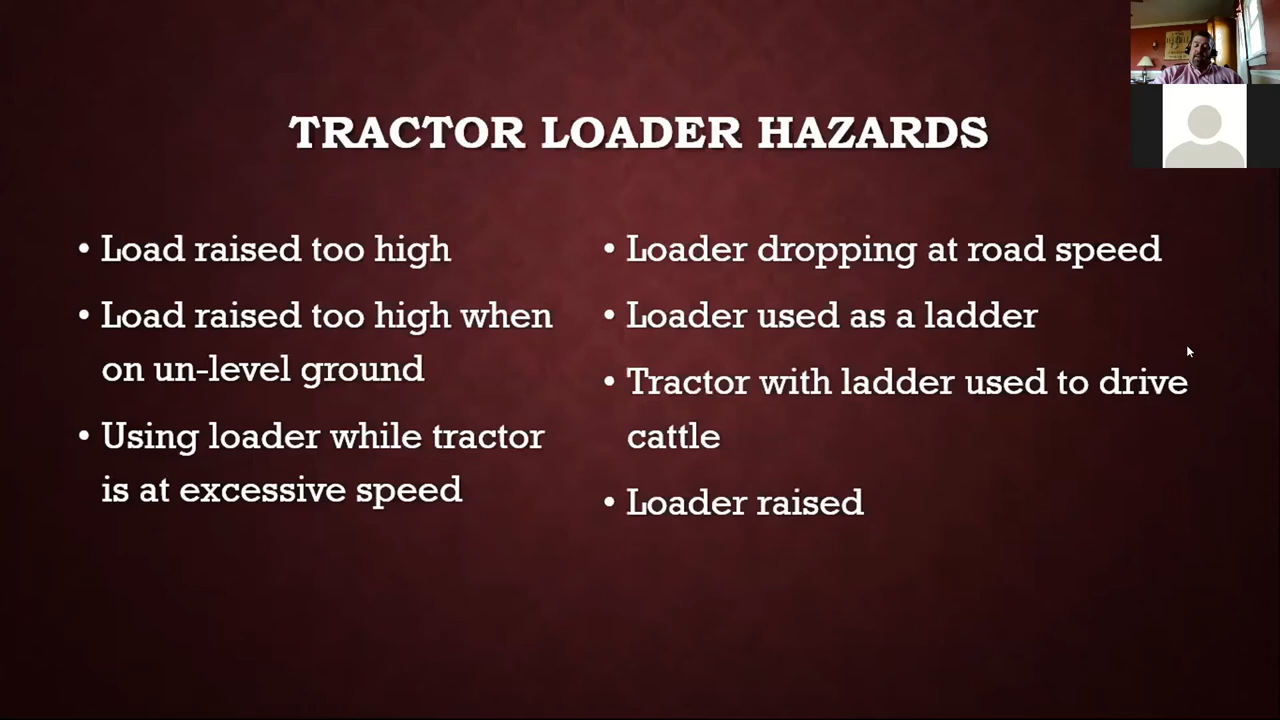 TRACTOR LOADER HAZARDS
• Load raised too high
• Load raised too high when
on un-level ground
• Using loader while tractor
is at excessive speed
• Loader dropping at road speed
• Loader used as a ladder
• Tractor with ladder used to drive
cattle
• Loader raised